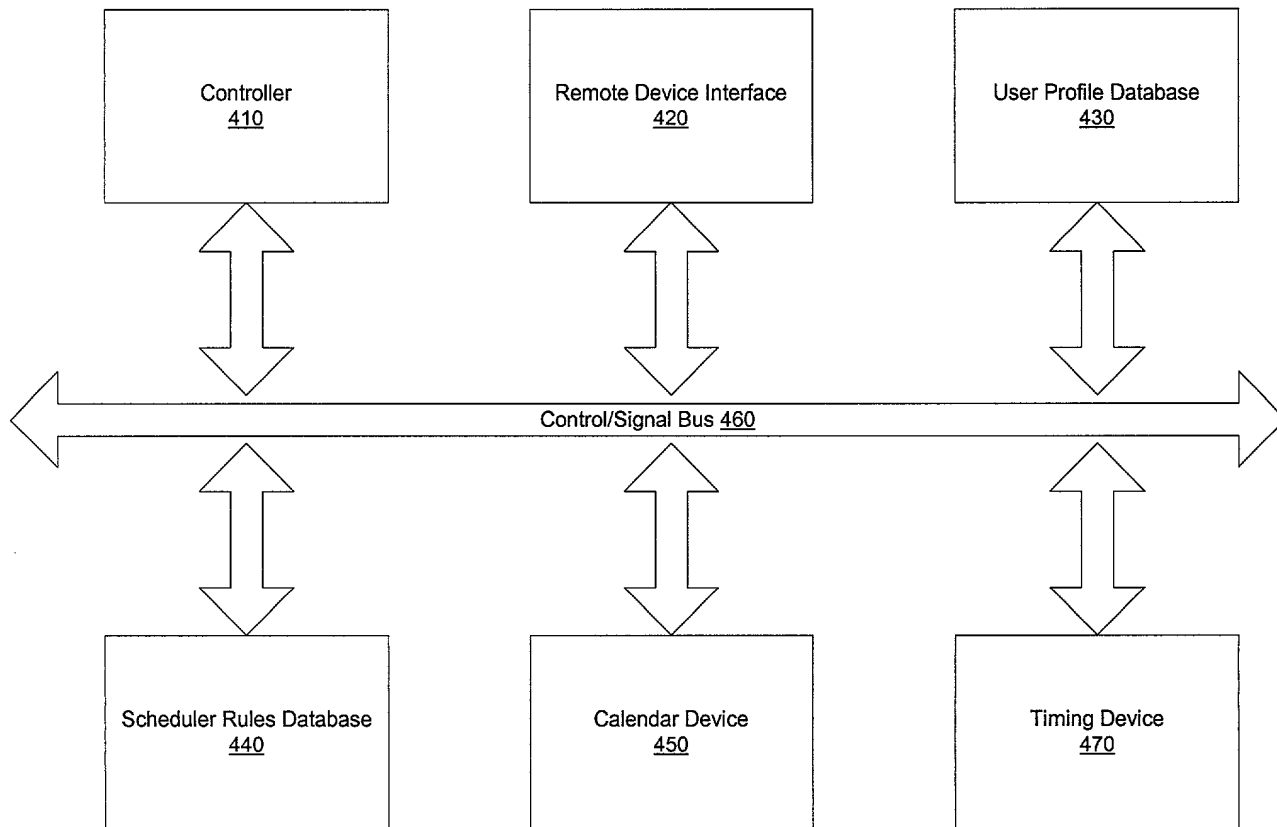 Controller
410
Remote Device Interface
420
User Profile Database
430
Control/Signal Bus 460
Scheduler Rules Database
440
Calendar Device
450
Timing Device
470